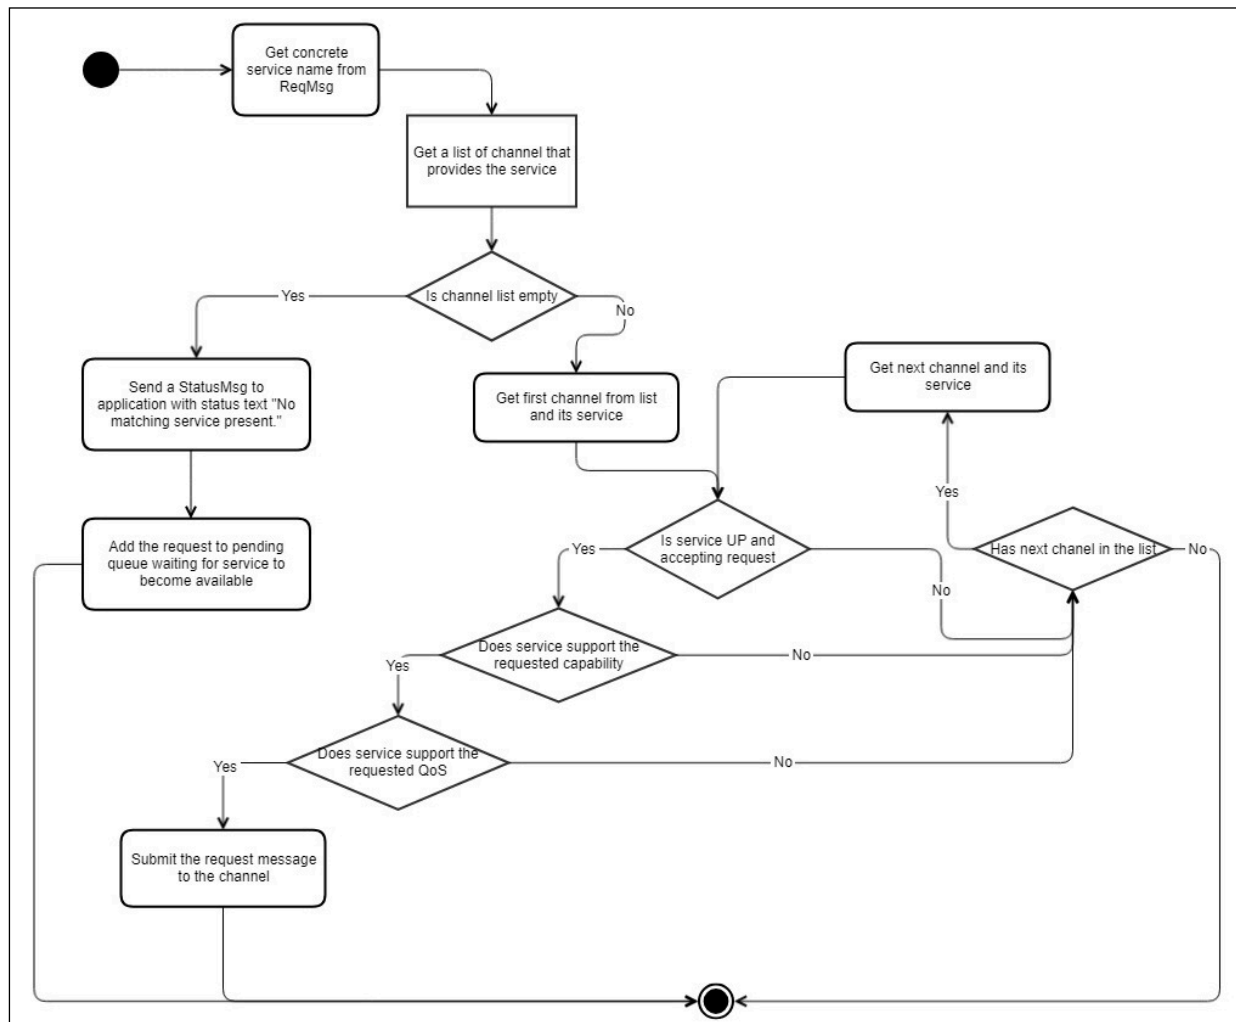 Get concrete
service name from
ReqMsg
Get a list of channel that
provides the service
Is channel list empty
Yes
No
Send a StatusMsg to
application with status text "No
matching service present."
Get first channel from list
and its service
Get next channel and its
service
Add the request to pending
queue waiting for service to
become available
Is service UP and
accepting request
Yes
No
Has next chanel in the list
Yes
No
Does service support the
requested capability
Yes
No
Does service support the
requested QoS
Yes
No
Submit the request message
to the channel